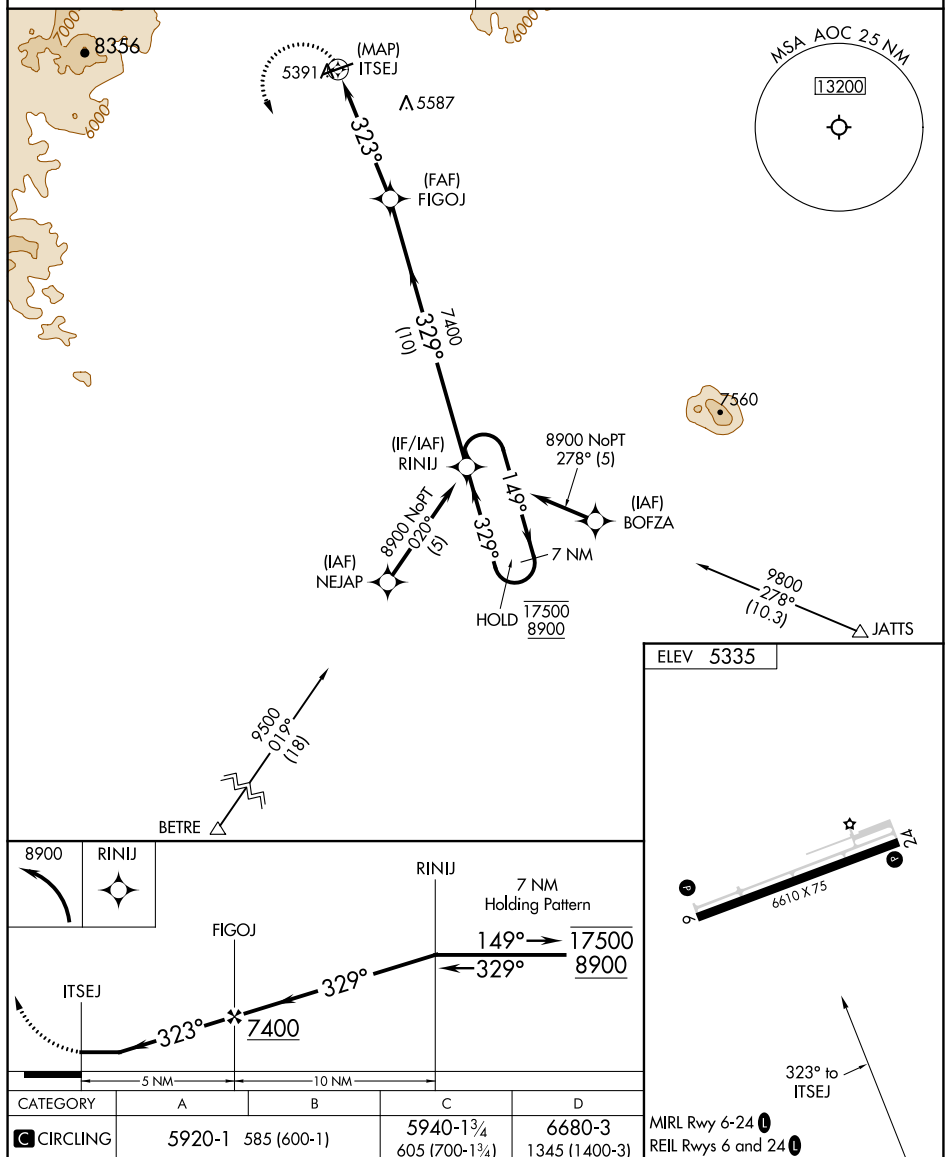 7000
8356
6000
6000
5391
(MAP)
ITSEJ
5587
MSA AOC 25 NM
13200
323°
(FAF)
FIGOJ
7400
329°
(10)
7560
(IF/IAF)
RINIJ
8900 NoPT
278° (5)
149°
329°
(IAF)
BOFZA
8900 NoPT
020°
(5)
(IAF)
NEJAP
7 NM
HOLD
17500
8900
9800
278°
(10.3)
JATTS
9500
019°
(18)
BETRE
ELEV 5335
24
P
P
6
6610 X 75
323° to
ITSEJ
MIRL Rwy 6-24 L
REIL Rwys 6 and 24 L
8900
RINIJ
RINIJ
7 NM
Holding Pattern
FIGOJ
149°
17500
329°
8900
329°
ITSEJ
323°
7400
5 NM
10 NM
CATEGORY A B C D
C CIRCLING 5920-1 585 (600-1)
5940-1¾
605 (700-1¾)
6680-3
1345 (1400-3)